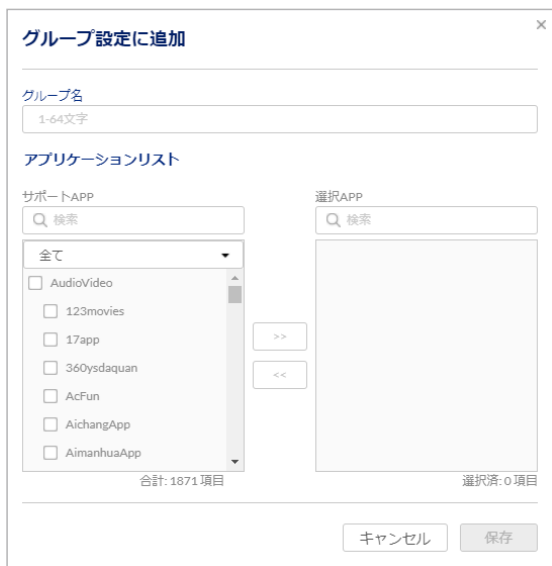 ×
グループ設定に追加
グループ名
1-64文字
アプリケーションリスト
サポートAPP
選択APP
検索
検索
全て
AudioVideo
123movies
17app
360ysdaquan
AcFun
AichangApp
AimanhuaApp
>>
<<
合計: 1871 項目
選択済: 0 項目
キャンセル
保存